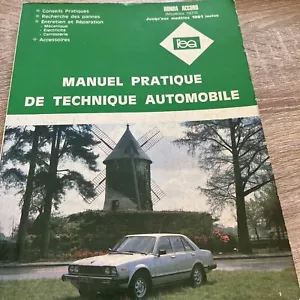 • Conseils Pratiques
• Recherche des pannes
• Entretien et Réparation
- Mécanique
- Electricité
- Carrosserie
• Accessoires
HONDA ACCORD
Jusqu'aux modèles 1981 inclus
MANUEL PRATIQUE
DE TECHNIQUE AUTOMOBILE